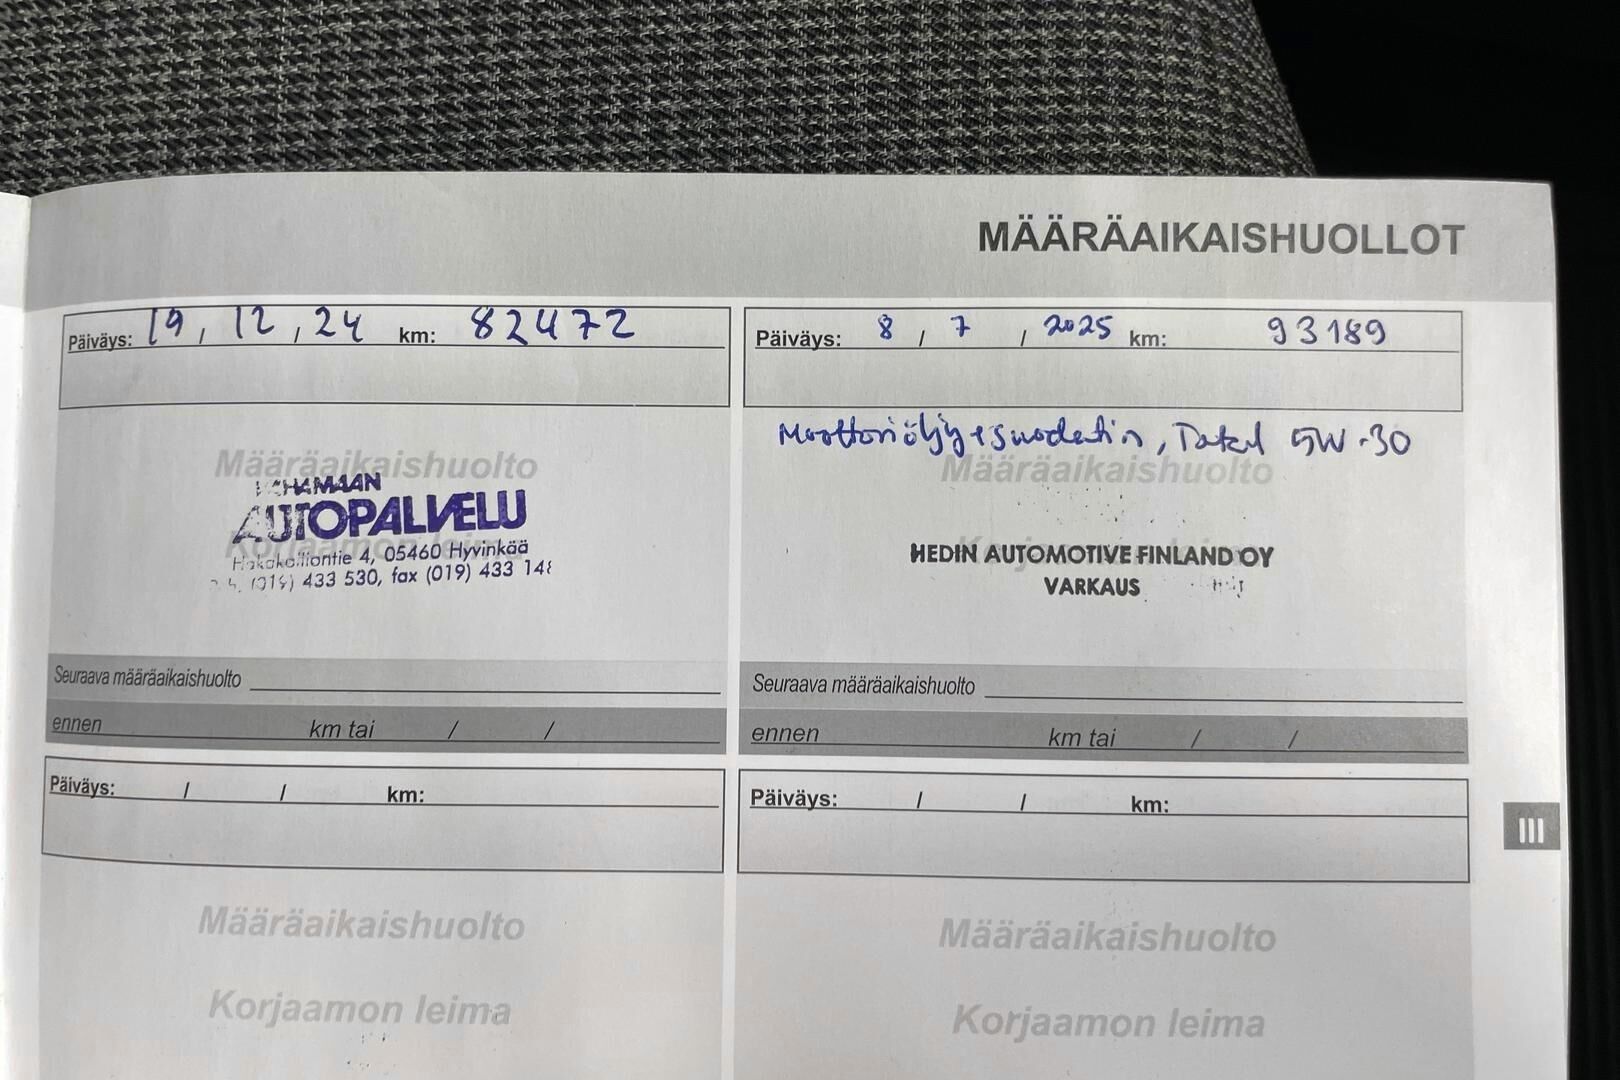 MÄÄRÄAIKAISHUOLLOT
Päiväys: 19, 12, 24 km: 82472
Määräaikaishuolto
AUTOPALVELU
Korjaamon leima
4, 05460 Hyvinkää
(019) 433 530, fax (019) 433
Seuraava määräaikaishuolto
ennen km tai / /
Päiväys: 8 / 7 / 2025 km: 93189
Moottoriöljy + suodatin, Total 5W-30
Määräaikaishuolto
HEDIN AUTOMOTIVE FINLAND OY
VARKAUS
Seuraava määräaikaishuolto
ennen km tai / /
Päiväys: / / km:
Määräaikaishuolto
Korjaamon leima
Päiväys: / / km:
Määräaikaishuolto
Korjaamon leima
III